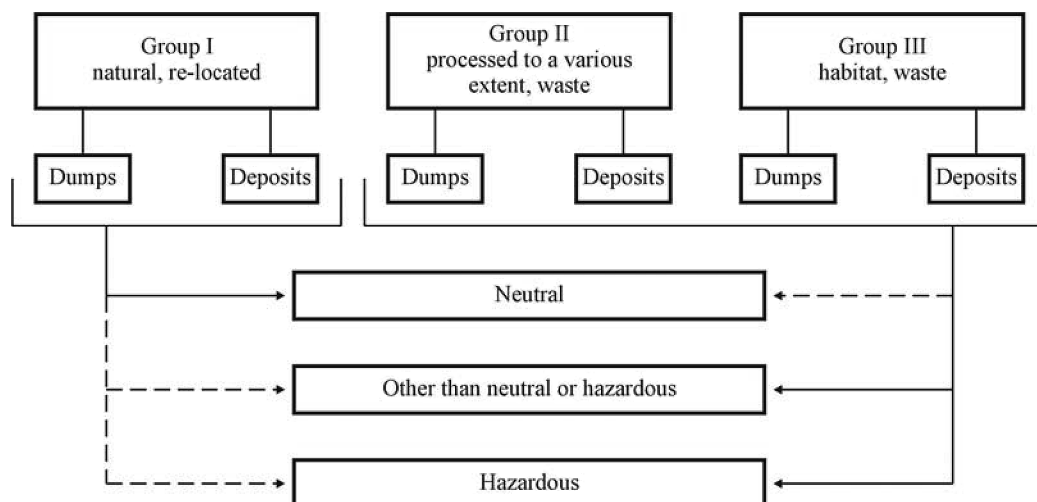 Group I
natural, re-located
Group II
processed to a various
extent, waste
Group III
habitat, waste
Dumps
Deposits
Dumps
Deposits
Dumps
Deposits
Neutral
Other than neutral or hazardous
Hazardous